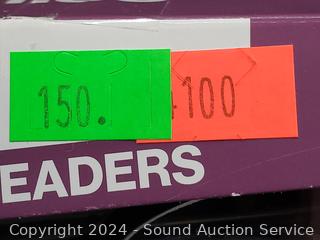 150. 100
EADERS
Copyright © 2024 - Sound Auction Service